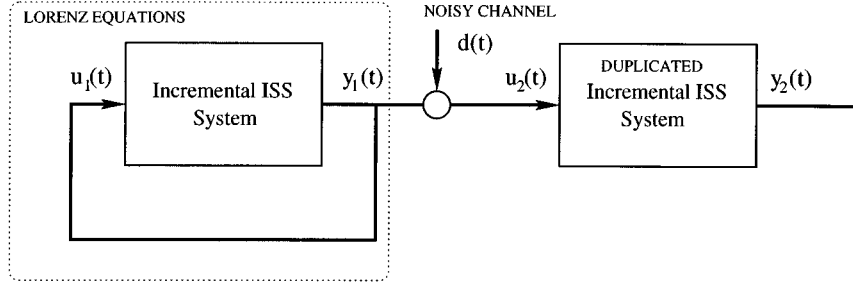 LORENZ EQUATIONS
NOISY CHANNEL
u1(t)
Incremental ISS
System
y1(t)
d(t)
u2(t)
DUPLICATED
Incremental ISS
System
y2(t)